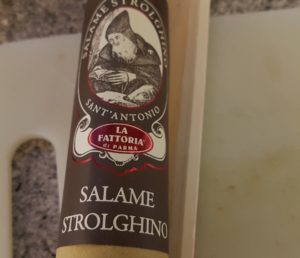 SALAME STROLGHINO
SANT'ANTONIO
LA
FATTORIA
di PARMA
SALAME
STROLGHINO